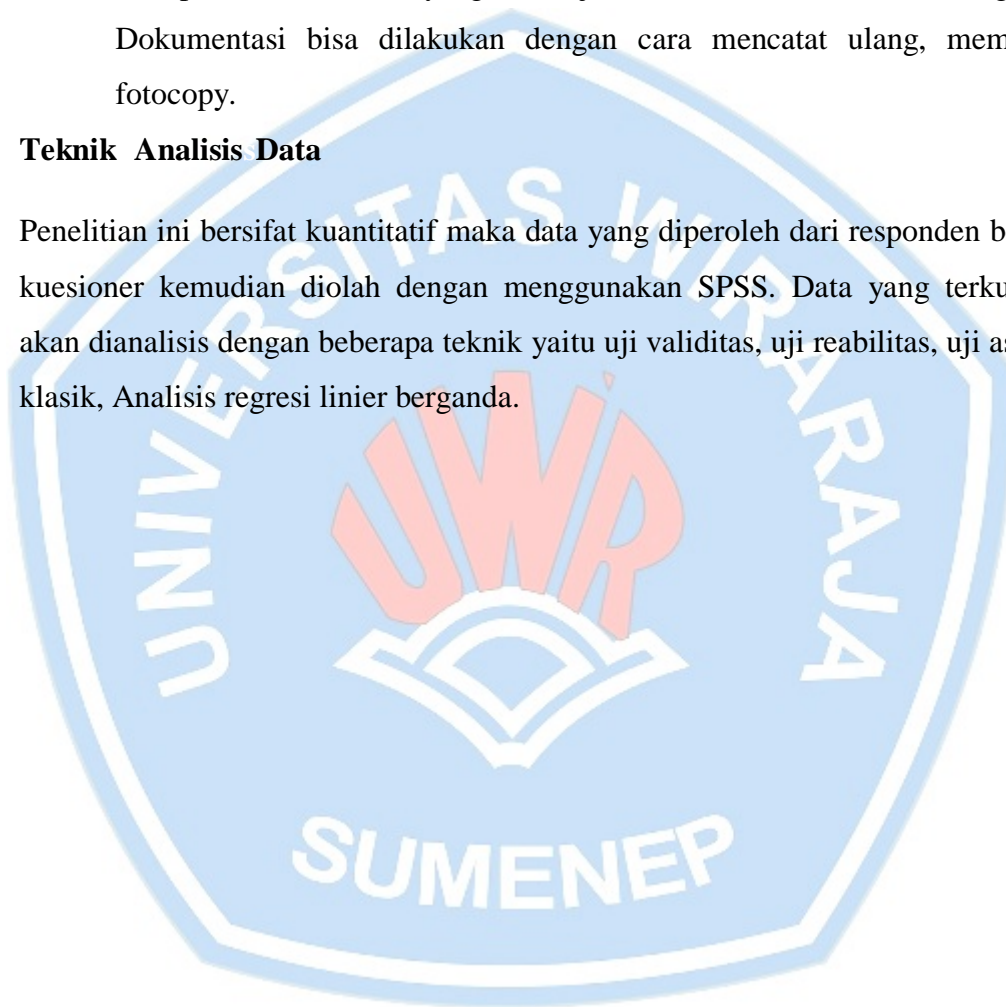 Dokumentasi bisa dilakukan dengan cara mencatat ulang, mem
fotocopy.
Teknik Analisis Data
Penelitian ini bersifat kuantitatif maka data yang diperoleh dari responden b
kuesioner kemudian diolah dengan menggunakan SPSS. Data yang terku
akan dianalisis dengan beberapa teknik yaitu uji validitas, uji reabilitas, uji as
klasik, Analisis regresi linier berganda.
UNIVERSITAS WIRARAJA
UWR
SUMENEP